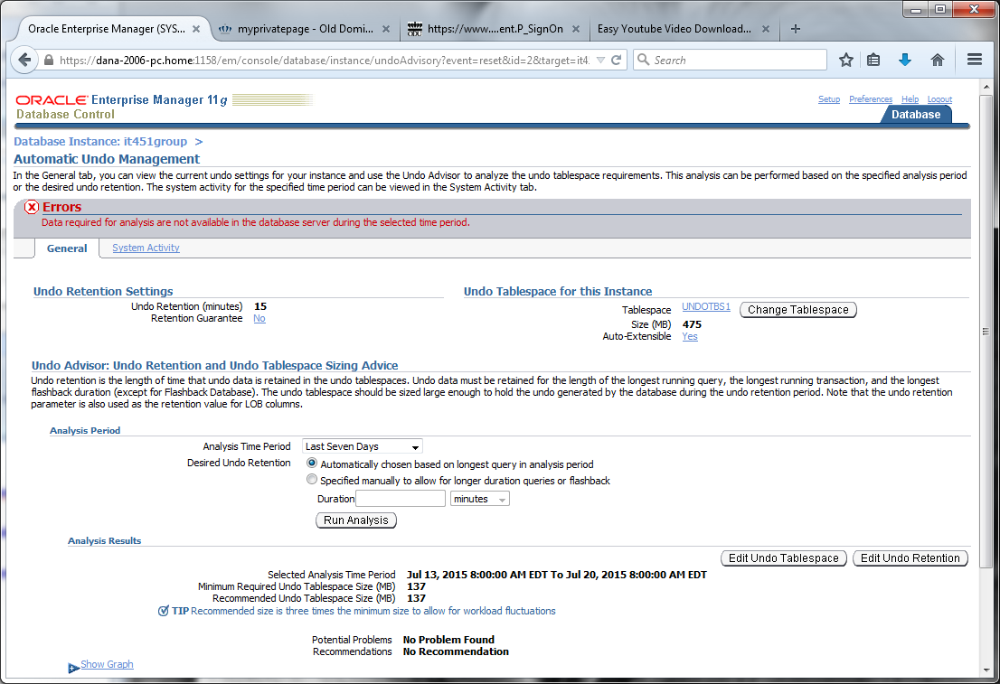 Oracle Enterprise Manager (SYS...
myprivatepage - Old Domi...
https://www....ent.P_SignOn
Easy Youtube Video Download...
https://dana-2006-pc.home:1158/em/console/database/instance/undoAdvisory?event=reset&id=2&target=it4
Search
ORACLE Enterprise Manager 11g
Database Control
Setup Preferences Help Logout
Database
Database Instance: it451group >
Automatic Undo Management
In the General tab, you can view the current undo settings for your instance and use the Undo Advisor to analyze the undo tablespace requirements. This analysis can be performed based on the specified analysis period
or the desired undo retention. The system activity for the specified time period can be viewed in the System Activity tab.
Errors
Data required for analysis are not available in the database server during the selected time period.
General System Activity
Undo Retention Settings
Undo Retention (minutes) 15
Retention Guarantee No
Undo Tablespace for this Instance
Tablespace UNDOTBS1 Change Tablespace
Size (MB) 475
Auto-Extensible Yes
Undo Advisor: Undo Retention and Undo Tablespace Sizing Advice
Undo retention is the length of time that undo data is retained in the undo tablespaces. Undo data must be retained for the length of the longest running query, the longest running transaction, and the longest
flashback duration (except for Flashback Database). The undo tablespace should be sized large enough to hold the undo generated by the database during the undo retention period. Note that the undo retention
parameter is also used as the retention value for LOB columns.
Analysis Period
Analysis Time Period Last Seven Days
Desired Undo Retention Automatically chosen based on longest query in analysis period
Specified manually to allow for longer duration queries or flashback
Duration minutes
Run Analysis
Analysis Results
Edit Undo Tablespace Edit Undo Retention
Selected Analysis Time Period Jul 13, 2015 8:00:00 AM EDT To Jul 20, 2015 8:00:00 AM EDT
Minimum Required Undo Tablespace Size (MB) 137
Recommended Undo Tablespace Size (MB) 137
TIP Recommended size is three times the minimum size to allow for workload fluctuations
Potential Problems No Problem Found
Recommendations No Recommendation
Show Graph